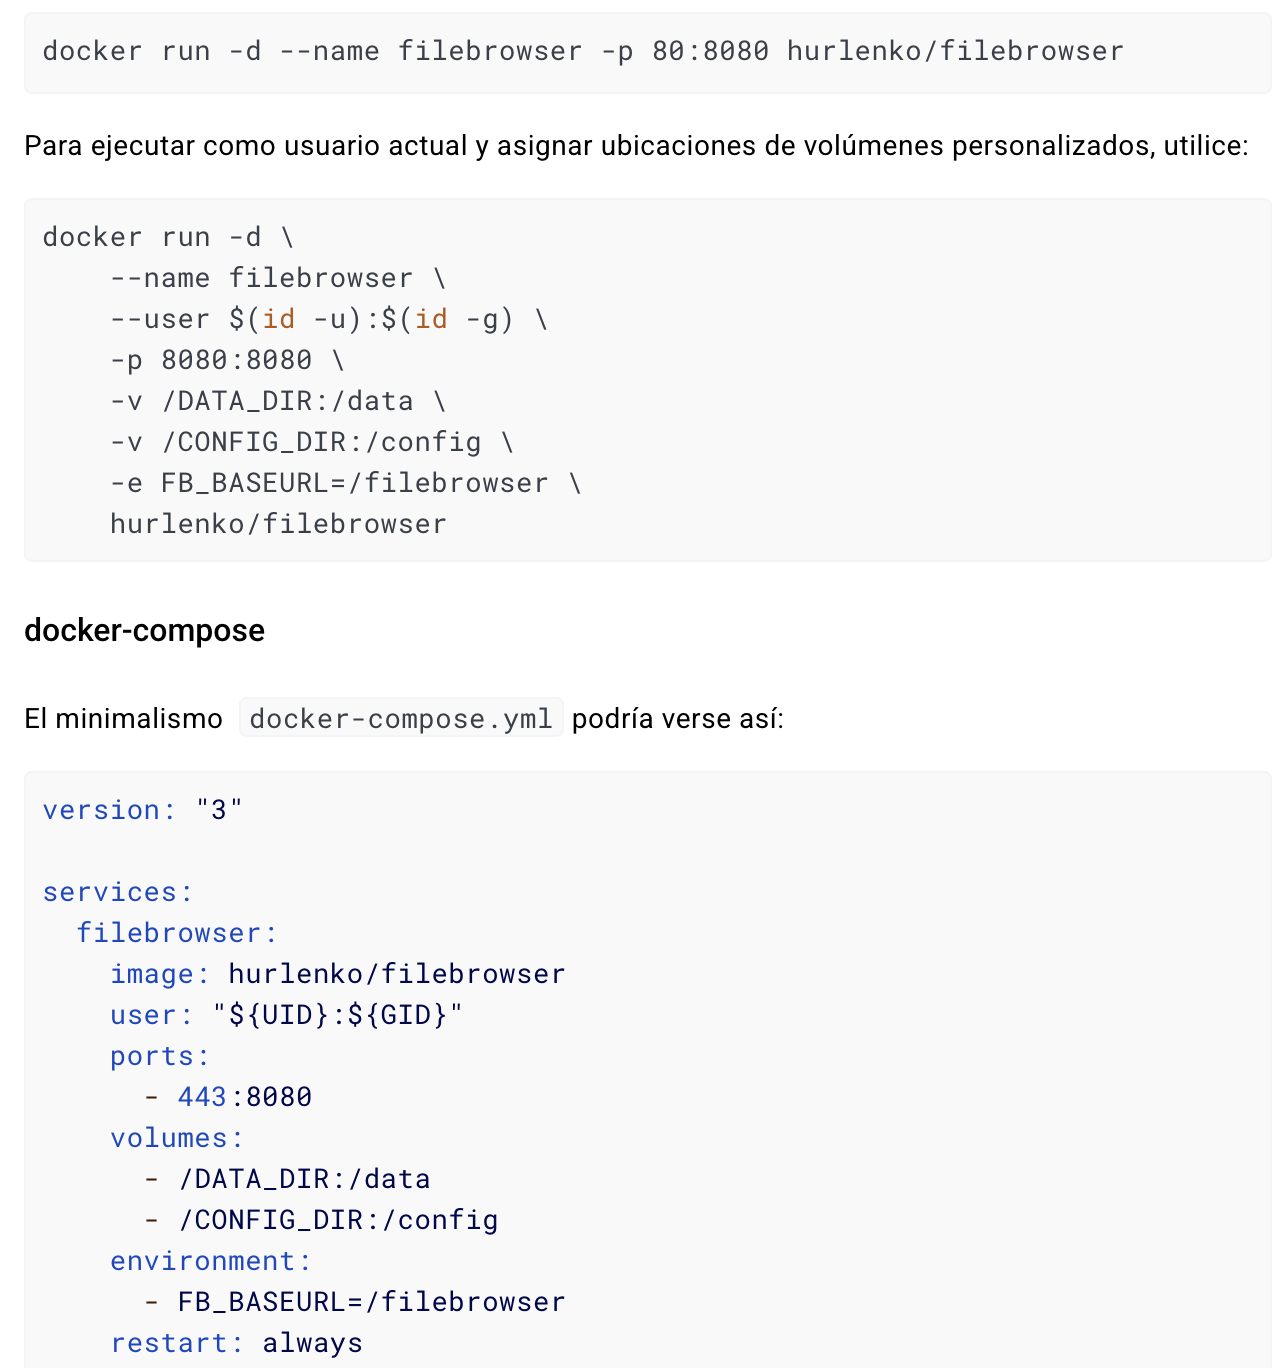 docker run -d --name filebrowser -p 80:8080 hurlenko/filebrowser
Para ejecutar como usuario actual y asignar ubicaciones de volúmenes personalizados, utilice:
docker run -d \
    --name filebrowser \
    --user $(id -u):$(id -g) \
    -p 8080:8080 \
    -v /DATA_DIR:/data \
    -v /CONFIG_DIR:/config \
    -e FB_BASEURL=/filebrowser \
    hurlenko/filebrowser
docker-compose
El minimalismo docker-compose.yml podría verse así:
version: "3"
services:
  filebrowser:
    image: hurlenko/filebrowser
    user: "${UID}:${GID}"
    ports:
      - 443:8080
    volumes:
      - /DATA_DIR:/data
      - /CONFIG_DIR:/config
    environment:
      - FB_BASEURL=/filebrowser
    restart: always